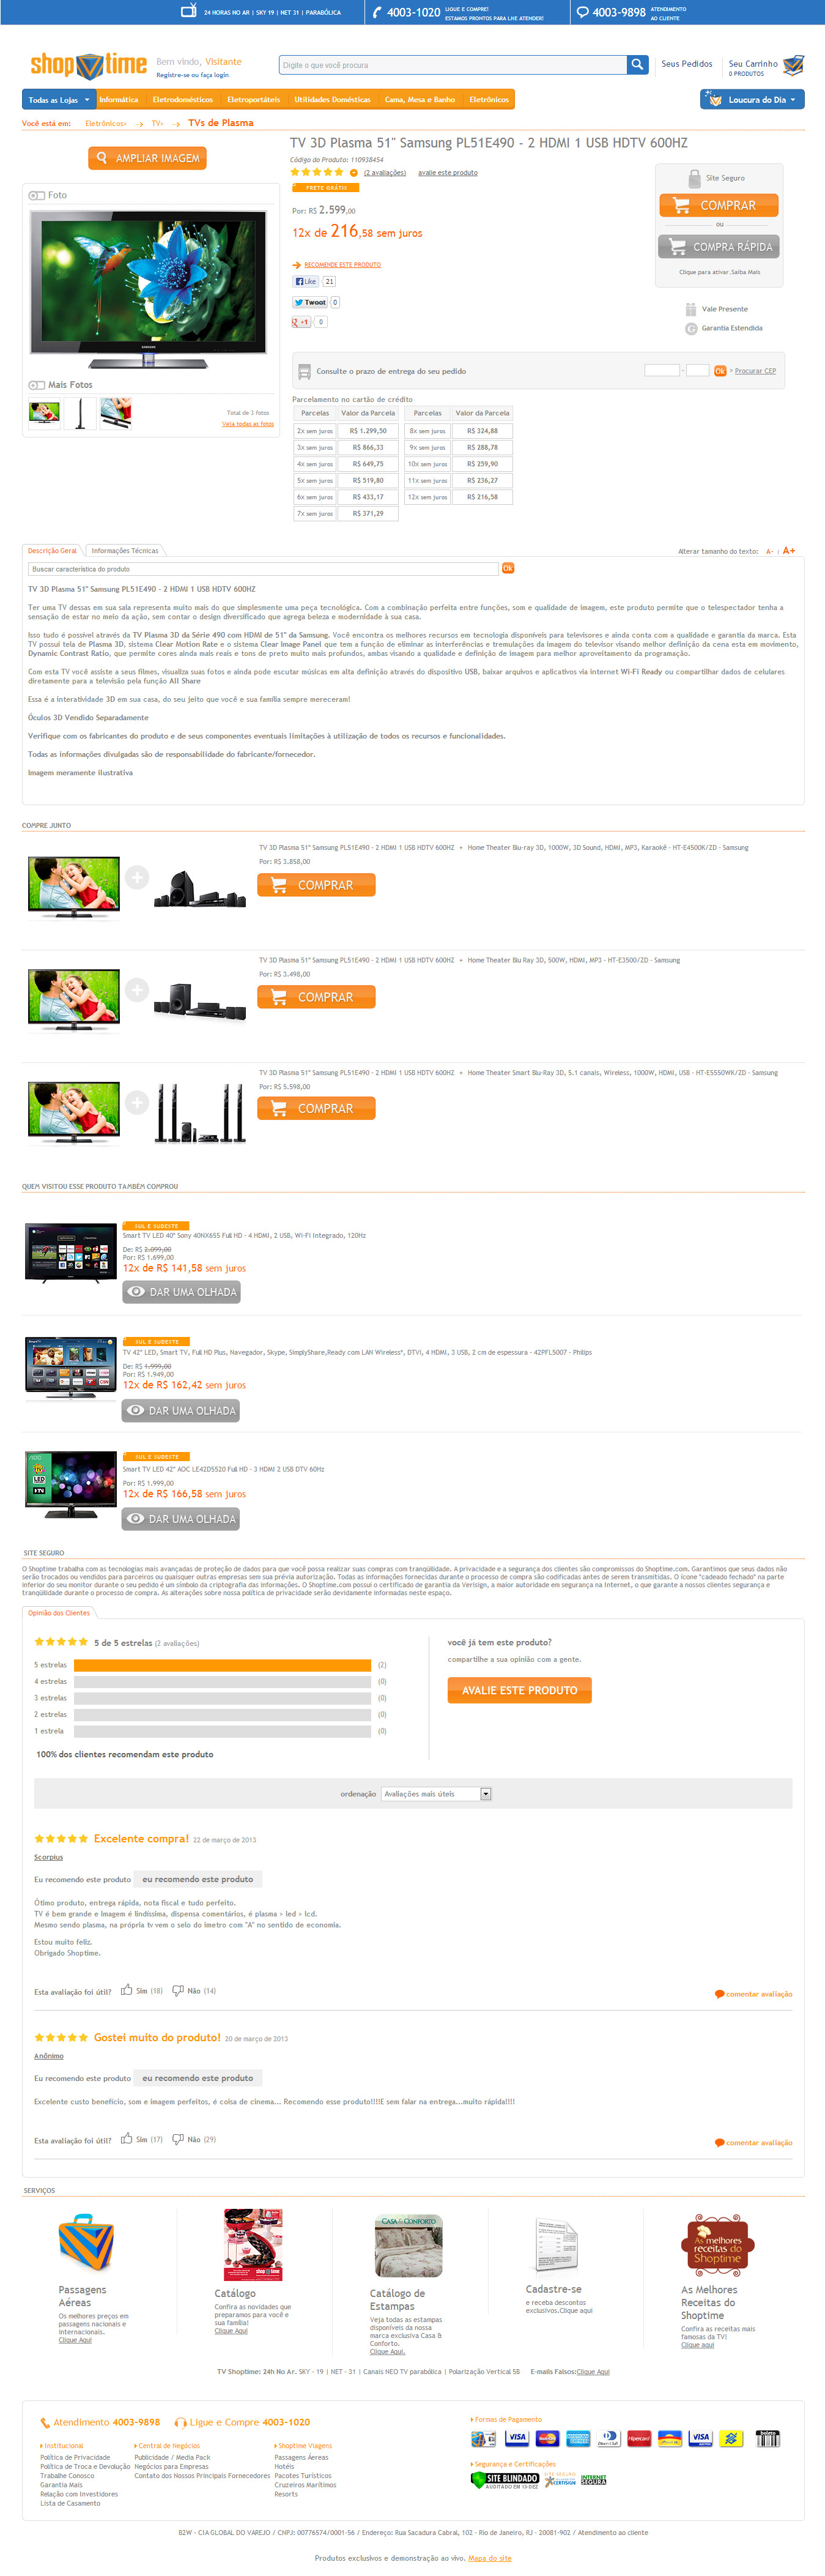 24 HORAS NO AR | SKY 19 | NET 31 | PARABÓLICA
4003-1020 LIGUE E COMPRE!
ESTAMOS PRONTOS PARA LHE ATENDER!
4003-9898 ATENDIMENTO
AO CLIENTE
shoptime
Bem vindo, Visitante
Registre-se ou faça login
Digite o que você procura
Seus Pedidos
Seu Carrinho
0 PRODUTOS
Todas as Lojas
Informática
Eletrodomésticos
Eletroportáteis
Utilidades Domésticas
Cama, Mesa e Banho
Eletrônicos
Loucura do Dia
Você está em: Eletrônicos> TV> TVs de Plasma
TV 3D Plasma 51" Samsung PL51E490 - 2 HDMI 1 USB HDTV 600HZ
Código do Produto: 110938454
(2 avaliações) avalie este produto
FRETE GRÁTIS
Por: R$ 2.599,00
12x de 216,58 sem juros
RECOMENDE ESTE PRODUTO
Like 21
Tweet 0
+1 0
AMPLIAR IMAGEM
Foto
Mais Fotos
Total de 3 fotos
Veja todas as fotos
Site Seguro
COMPRAR
ou
COMPRA RÁPIDA
Clique para ativar.Saiba Mais
Vale Presente
Garantia Estendida
Consulte o prazo de entrega do seu pedido
- Ok > Procurar CEP
Parcelamento no cartão de crédito
Parcelas Valor da Parcela Parcelas Valor da Parcela
2x sem juros R$ 1.299,50 8x sem juros R$ 324,88
3x sem juros R$ 866,33 9x sem juros R$ 288,78
4x sem juros R$ 649,75 10x sem juros R$ 259,90
5x sem juros R$ 519,80 11x sem juros R$ 236,27
6x sem juros R$ 433,17 12x sem juros R$ 216,58
7x sem juros R$ 371,29
Descrição Geral
Informações Técnicas
Alterar tamanho do texto: A- : A+
Buscar característica do produto
Ok
TV 3D Plasma 51" Samsung PL51E490 - 2 HDMI 1 USB HDTV 600HZ
Ter uma TV dessas em sua sala representa muito mais do que simplesmente uma peça tecnológica. Com a combinação perfeita entre funções, som e qualidade de imagem, este produto permite que o telespectador tenha a
sensação de estar no meio da ação, sem contar o design diversificado que agrega beleza e modernidade à sua casa.
Isso tudo é possível através da TV Plasma 3D da Série 490 com HDMI de 51" da Samsung. Você encontra os melhores recursos em tecnologia disponíveis para televisores e ainda conta com a qualidade e garantia da marca. Esta
TV possui tela de Plasma 3D, sistema Clear Motion Rate e o sistema Clear Image Panel que tem a função de eliminar as interferências e tremulações da imagem do televisor visando melhor definição da cena esta em movimento,
Dynamic Contrast Ratio, que permite cores ainda mais reais e tons de preto muito mais profundos, ambas visando a qualidade e definição de imagem para melhor aproveitamento da programação.
Com esta TV você assiste a seus filmes, visualiza suas fotos e ainda pode escutar músicas em alta definição através do dispositivo USB, baixar arquivos e aplicativos via internet Wi-Fi Ready ou compartilhar dados de celulares
diretamente para a televisão pela função All Share
Essa é a interatividade 3D em sua casa, do seu jeito que você e sua família sempre mereceram!
Óculos 3D Vendido Separadamente
Verifique com os fabricantes do produto e de seus componentes eventuais limitações à utilização de todos os recursos e funcionalidades.
Todas as informações divulgadas são de responsabilidade do fabricante/fornecedor.
Imagem meramente ilustrativa
COMPRE JUNTO
TV 3D Plasma 51" Samsung PL51E490 - 2 HDMI 1 USB HDTV 600HZ + Home Theater Blu-ray 3D, 1000W, 3D Sound, HDMI, MP3, Karaokê - HT-E4500K/ZD - Samsung
Por: R$ 3.858,00
COMPRAR
TV 3D Plasma 51" Samsung PL51E490 - 2 HDMI 1 USB HDTV 600HZ + Home Theater Blu Ray 3D, 500W, HDMI, MP3 - HT-E3500/ZD - Samsung
Por: R$ 3.498,00
COMPRAR
TV 3D Plasma 51" Samsung PL51E490 - 2 HDMI 1 USB HDTV 600HZ + Home Theater Smart Blu-Ray 3D, 5.1 canais, Wireless, 1000W, HDMI, USB - HT-E5550WK/ZD - Samsung
Por: R$ 5.598,00
COMPRAR
QUEM VISITOU ESSE PRODUTO TAMBÉM COMPROU
SUL E SUDESTE
Smart TV LED 40" Sony 40NX655 Full HD - 4 HDMI, 2 USB, Wi-Fi Integrado, 120Hz
De: R$ 2.099,00
Por: R$ 1.699,00
12x de R$ 141,58 sem juros
DAR UMA OLHADA
SUL E SUDESTE
TV 42" LED, Smart TV, Full HD Plus, Navegador, Skype, SimplyShare,Ready com LAN Wireless*, DTVi, 4 HDMI, 3 USB, 2 cm de espessura - 42PFL5007 - Philips
De: R$ 1.999,00
Por: R$ 1.949,00
12x de R$ 162,42 sem juros
DAR UMA OLHADA
SUL E SUDESTE
Smart TV LED 42" AOC LE42D5520 Full HD - 3 HDMI 2 USB DTV 60Hz
Por: R$ 1.999,00
12x de R$ 166,58 sem juros
DAR UMA OLHADA
SITE SEGURO
O Shoptime trabalha com as tecnologias mais avançadas de proteção de dados para que você possa realizar suas compras com tranqüilidade. A privacidade e a segurança dos clientes são compromissos do Shoptime.com. Garantimos que seus dados não
serão trocados ou vendidos para parceiros ou quaisquer outras empresas sem sua prévia autorização. Todas as informações fornecidas durante o processo de compra são codificadas antes de serem transmitidas. O ícone "cadeado fechado" na parte
inferior do seu monitor durante o seu pedido é um símbolo da criptografia das informações. O Shoptime.com possui o certificado de garantia da Verisign, a maior autoridade em segurança na Internet, o que garante a nossos clientes segurança e
tranqüilidade durante o processo de compra. As alterações sobre nossa política de privacidade serão devidamente informadas neste espaço.
Opinião dos Clientes
5 de 5 estrelas (2 avaliações)
5 estrelas (2)
4 estrelas (0)
3 estrelas (0)
2 estrelas (0)
1 estrela (0)
100% dos clientes recomendam este produto
você já tem este produto?
compartilhe a sua opinião com a gente.
AVALIE ESTE PRODUTO
ordenação Avaliações mais úteis
Excelente compra! 22 de março de 2013
Scorpius
Eu recomendo este produto eu recomendo este produto
Ótimo produto, entrega rápida, nota fiscal e tudo perfeito.
TV é bem grande e imagem é lindíssima, dispensa comentários, é plasma > led > lcd.
Mesmo sendo plasma, na própria tv vem o selo do imetro com "A" no sentido de economia.
Estou muito feliz.
Obrigado Shoptime.
Esta avaliação foi útil? Sim (18) Não (14)
comentar avaliação
Gostei muito do produto! 20 de março de 2013
Anônimo
Eu recomendo este produto eu recomendo este produto
Excelente custo benefício, som e imagem perfeitos, é coisa de cinema... Recomendo esse produto!!!!E sem falar na entrega...muito rápida!!!!
Esta avaliação foi útil? Sim (17) Não (29)
comentar avaliação
SERVIÇOS
Passagens
Aéreas
Os melhores preços em
passagens nacionais e
internacionais.
Clique Aqui
Catálogo
Confira as novidades que
preparamos para você e
sua família!
Clique Aqui
CASA & CONFORTO
Catálogo de
Estampas
Veja todas as estampas
disponíveis da nossa
marca exclusiva Casa &
Conforto.
Clique Aqui.
Cadastre-se
e receba descontos
exclusivos.Clique aqui
As Melhores
receitas do
Shoptime
As Melhores
Receitas do
Shoptime
Confira as receitas mais
famosas da TV!
Clique aqui
TV Shoptime: 24h No Ar. SKY - 19 | NET - 31 | Canais NEO TV parabólica | Polarização Vertical 58 E-mails Falsos:Clique Aqui
Atendimento 4003-9898 Ligue e Compre 4003-1020
Institucional
Política de Privacidade
Política de Troca e Devolução
Trabalhe Conosco
Garantia Mais
Relação com Investidores
Lista de Casamento
Central de Negócios
Publicidade / Media Pack
Negócios para Empresas
Contato dos Nossos Principais Fornecedores
Shoptime Viagens
Passagens Áereas
Hotéis
Pacotes Turísticos
Cruzeiros Marítimos
Resorts
Formas de Pagamento
VISA
MasterCard
Hipercard
VISA
boleto
Segurança e Certificações
SITE BLINDADO
AUDITADO EM 13-DEZ
SITE SEGURO
CERTISIGN
INTERNET
SEGURA
B2W - CIA GLOBAL DO VAREJO / CNPJ: 00776574/0001-56 / Endereço: Rua Sacadura Cabral, 102 - Rio de Janeiro, RJ - 20081-902 / Atendimento ao cliente
Produtos exclusivos e demonstração ao vivo. Mapa do site